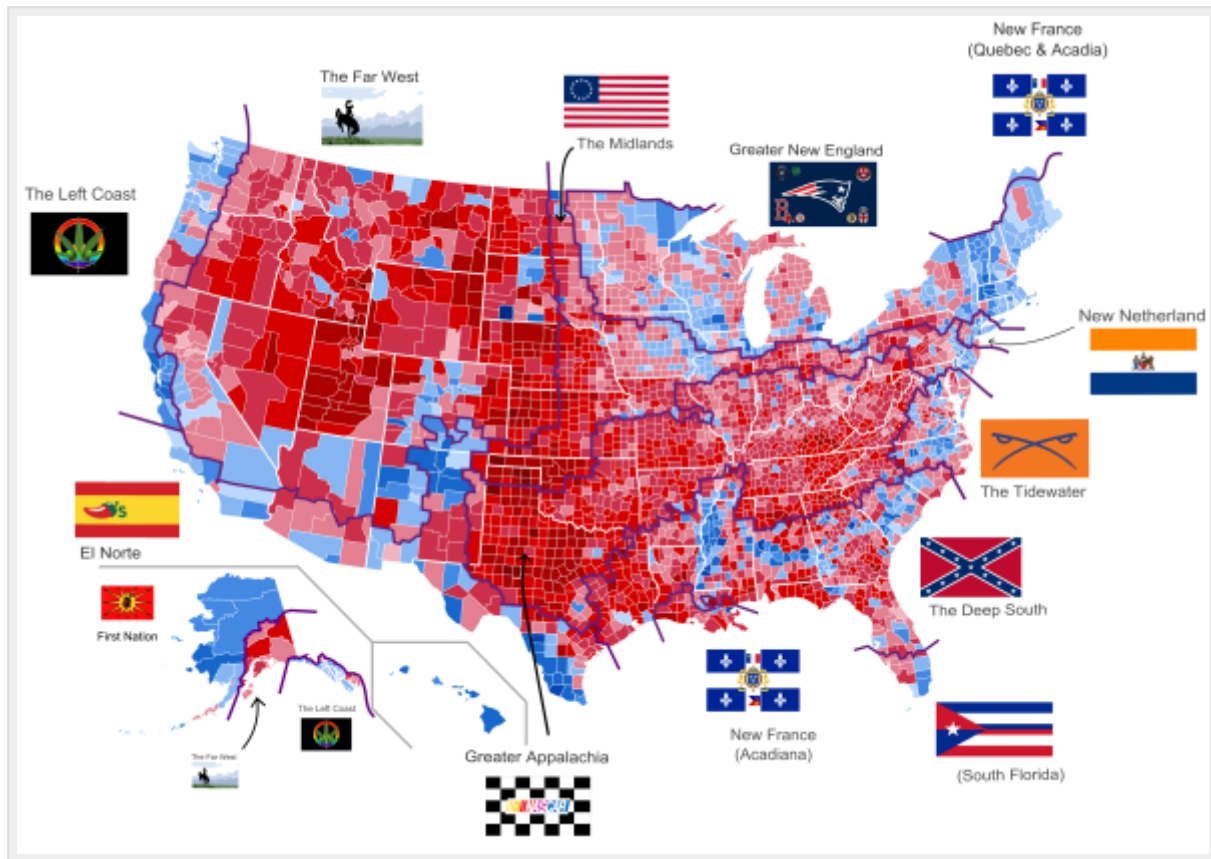 New France
(Quebec & Acadia)
The Far West
The Midlands
Greater New England
The Left Coast
New Netherland
The Tidewater
El Norte
The Deep South
First Nation
The Left Coast
New France
(Acadiana)
The Far West
Greater Appalachia
(South Florida)